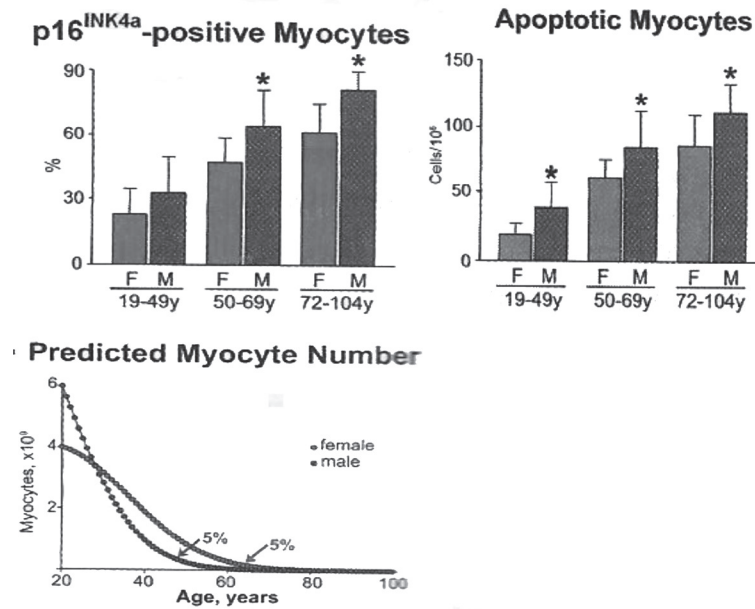 p16INK4a-positive Myocytes
90
60
30
0
%
*
*
F M F M F M
19-49y 50-69y 72-104y
Apoptotic Myocytes
150
100
50
0
Cells/10⁶
*
*
*
F M F M F M
19-49y 50-69y 72-104y
Predicted Myocyte Number
6
4
2
Myocytes, x10⁹
female
male
5%
5%
20 40 60 80 100
Age, years